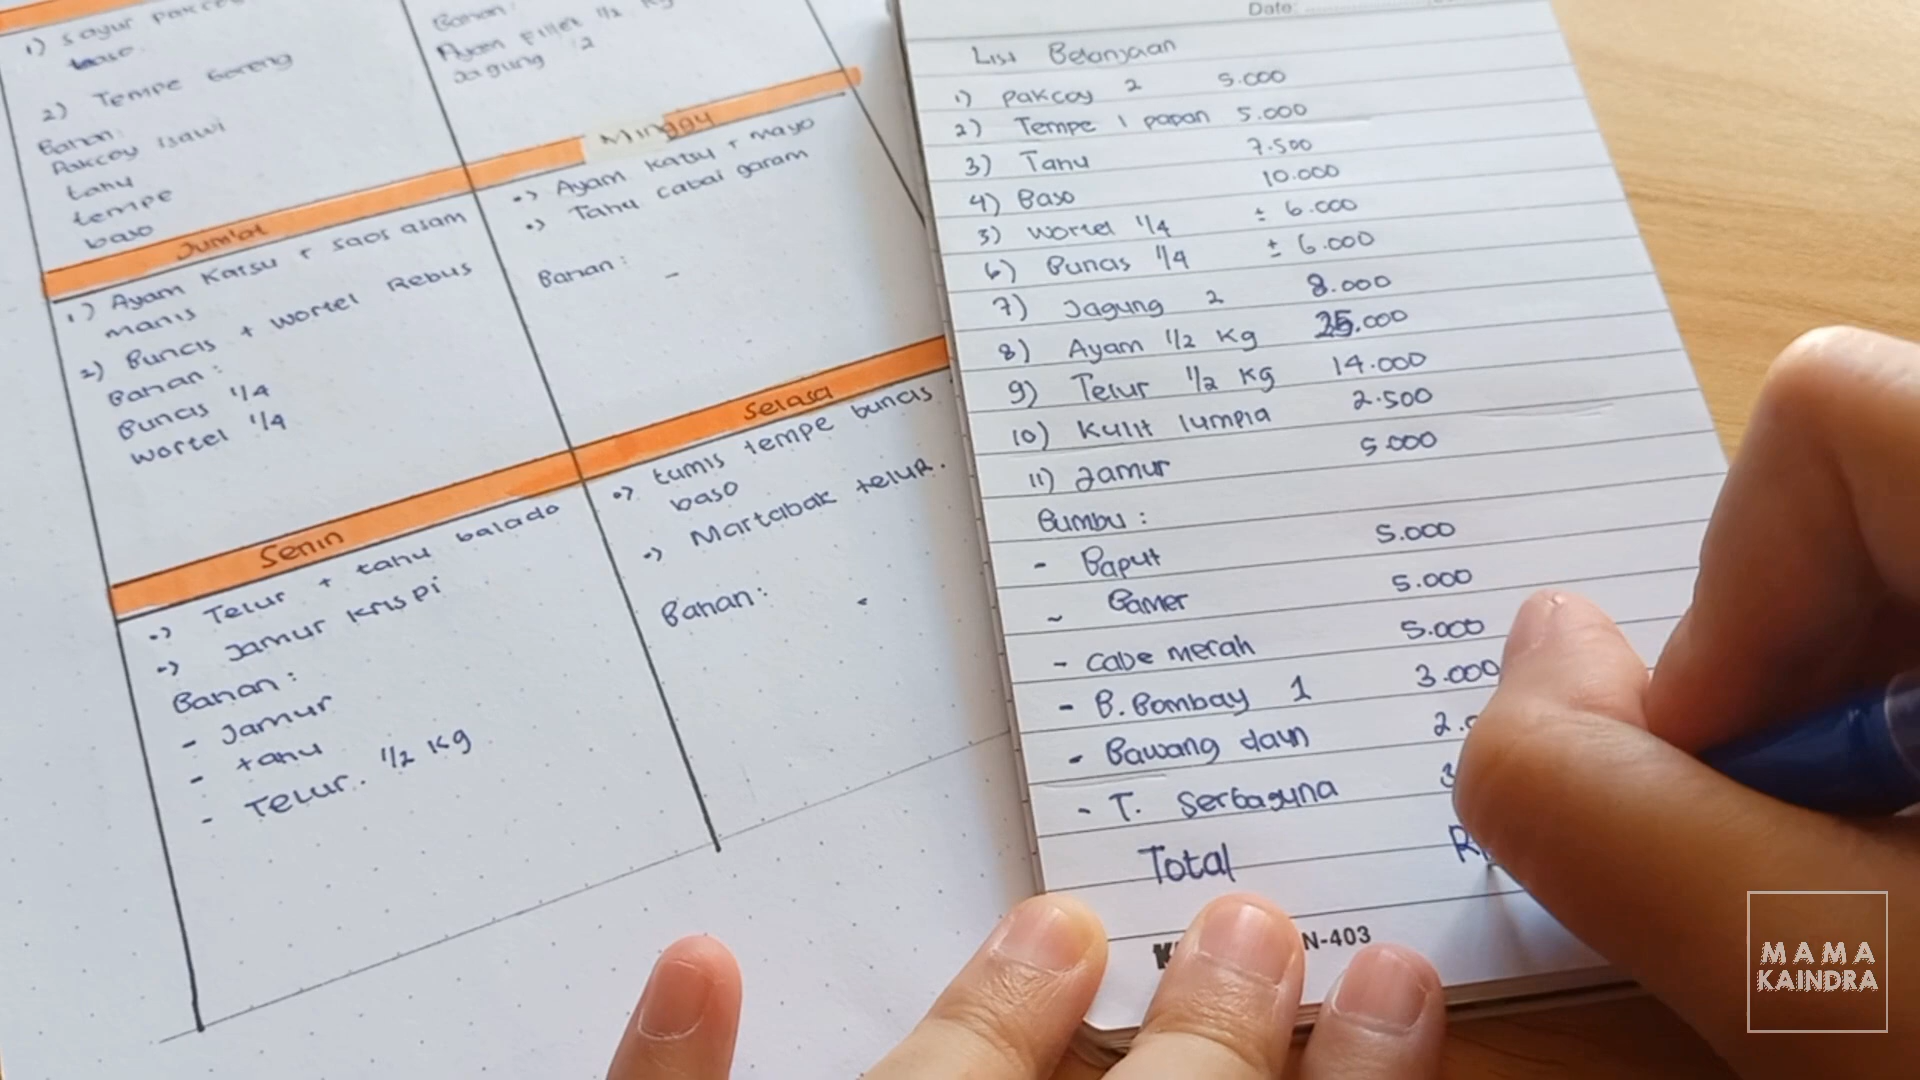 1) Sayur Pakcoy
baso
2) Tempe Goreng
Bahan:
Pakcoy / sawi
tahu
tempe
baso
Bahan:
Ayam fillet 1/2 Kg
Jagung 2
Jum'at
1) Ayam Katsu + saos asam
manis
2) Buncis + wortel Rebus
Bahan:
Buncis 1/4
wortel 1/4
Minggu
•) Ayam Katsu + mayo
•) Tahu cabai garam
Bahan:
-
Senin
•) Telur + tahu balado
•) Jamur Krispi
Bahan:
- Jamur
- tahu
- Telur. 1/2 Kg
Selasa
•) tumis tempe buncis
baso
•) Martabak telur.
Bahan:
-
Date:
List Belanjaan
1) Pakcoy 2 5.000
2) Tempe 1 papan 5.000
3) Tahu 7.500
4) Baso 10.000
5) wortel 1/4 ± 6.000
6) Buncis 1/4 ± 6.000
7) Jagung 2 8.000
8) Ayam 1/2 Kg 25.000
9) Telur 1/2 Kg 14.000
10) Kulit lumpia 2.500
11) Jamur 5.000
Bumbu:
- Baput 5.000
- Bamer 5.000
- Cabe merah 5.000
- B. Bombay 1 3.000
- Bawang daun 2.
- T. Serbaguna 3
Total R
N-403
MAMA
KAINDRA